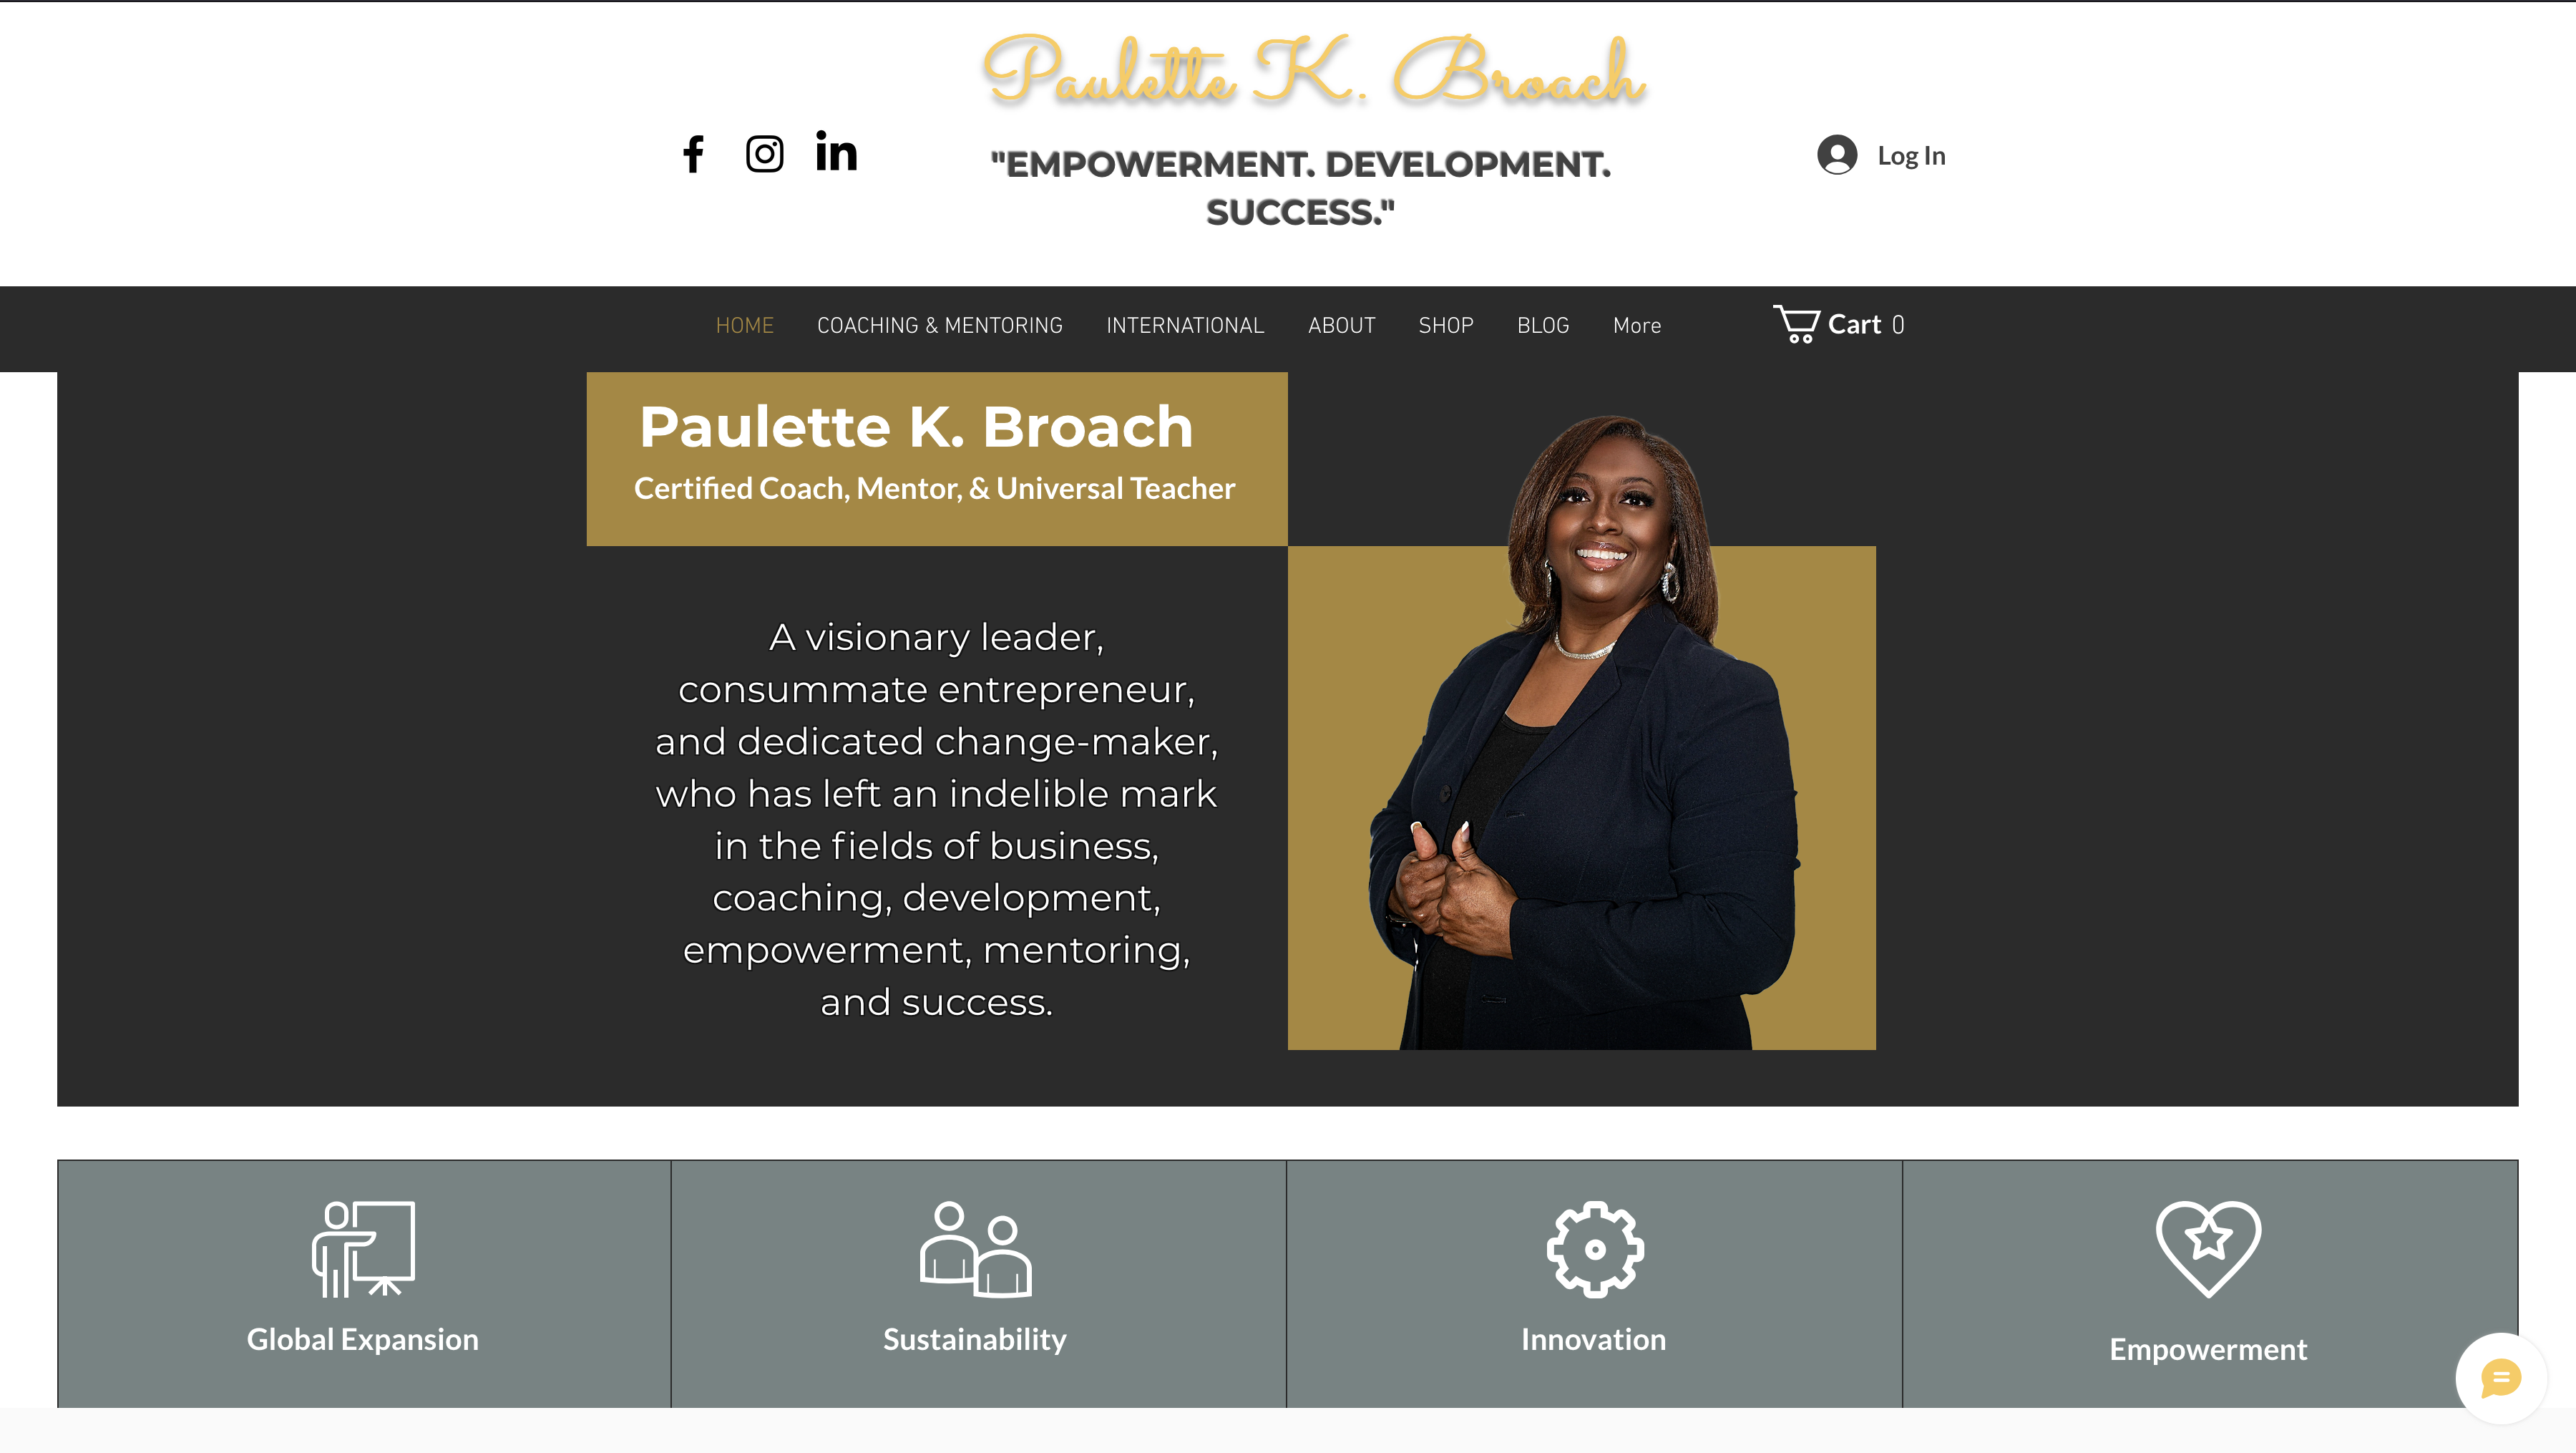 Paulette K. Broach
"EMPOWERMENT. DEVELOPMENT.
SUCCESS."
Log In
HOME
COACHING & MENTORING
INTERNATIONAL
ABOUT
SHOP
BLOG
More
Cart 0
Paulette K. Broach
Certified Coach, Mentor, & Universal Teacher
A visionary leader,
consummate entrepreneur,
and dedicated change-maker,
who has left an indelible mark
in the fields of business,
coaching, development,
empowerment, mentoring,
and success.
Global Expansion
Sustainability
Innovation
Empowerment